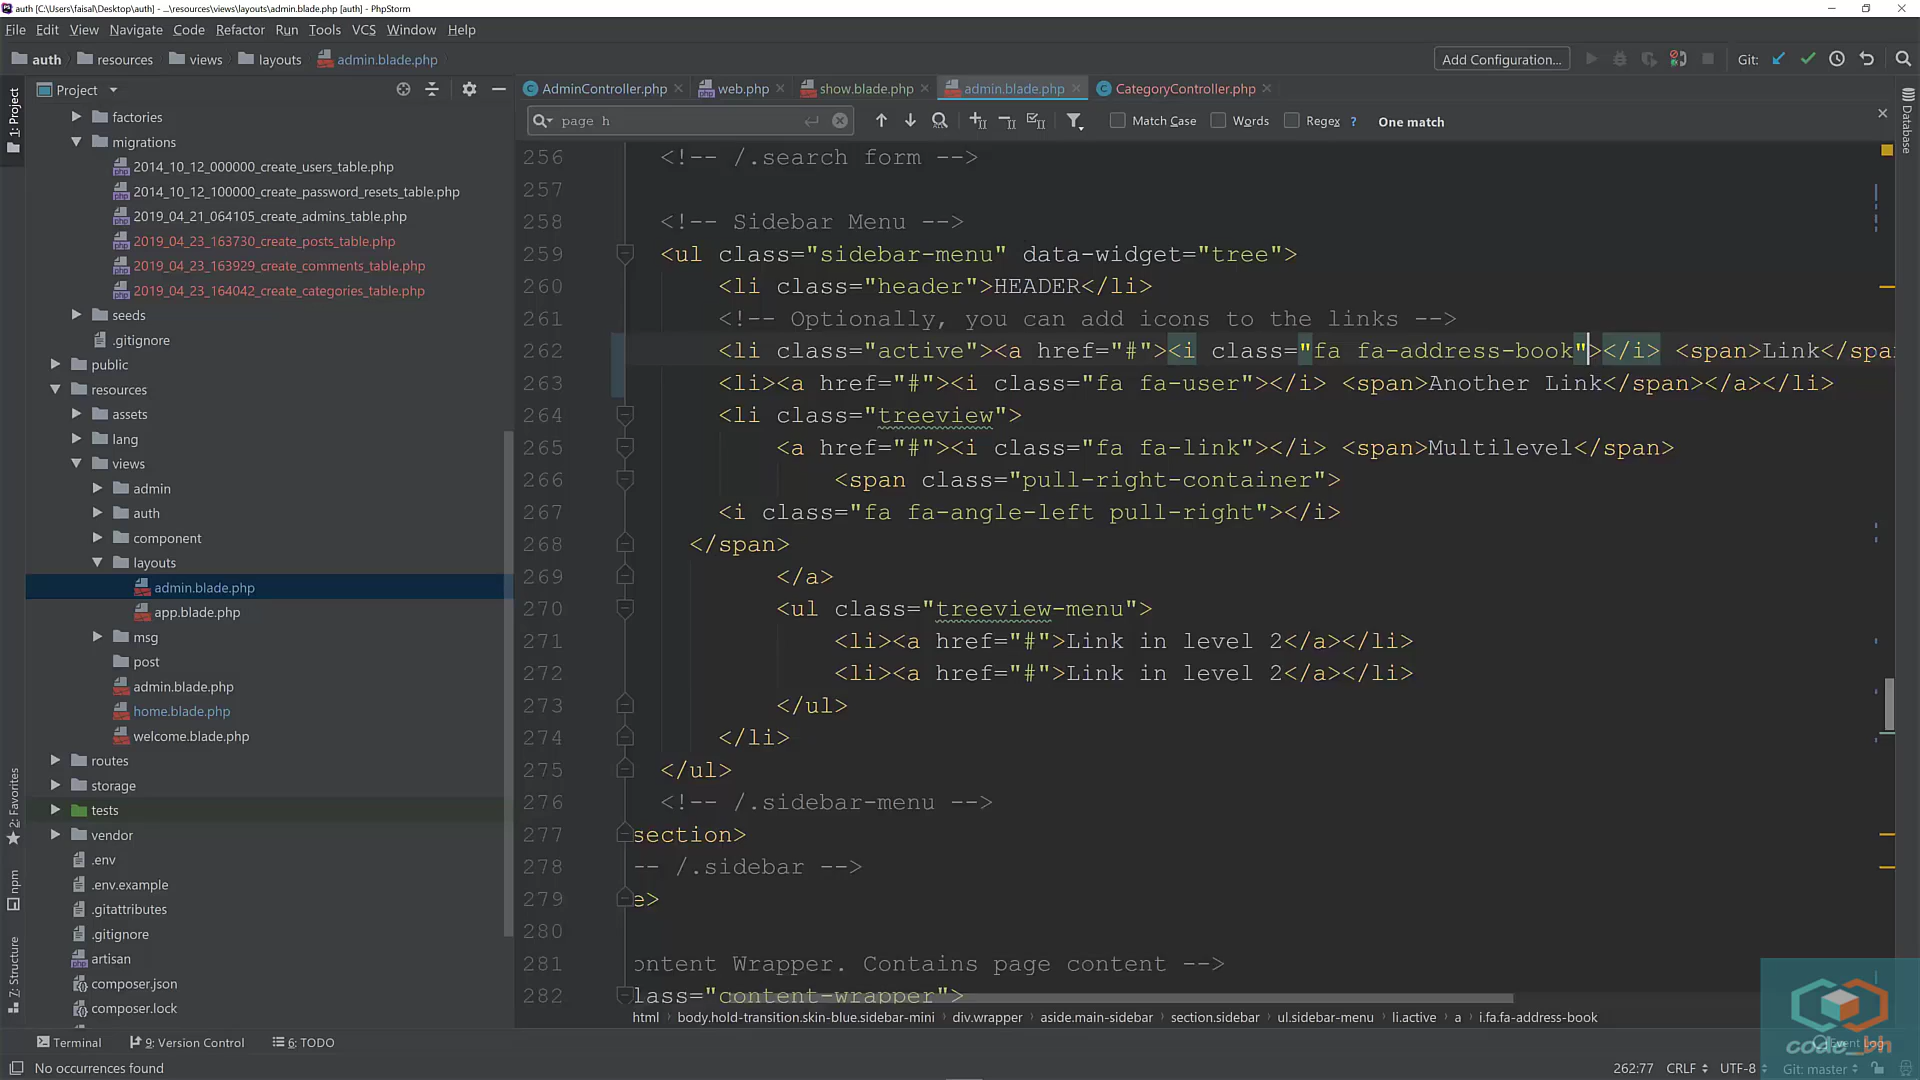 auth [C:\Users\faisal\Desktop\auth] - ...\resources\views\layouts\admin.blade.php [auth] - PhpStorm
File Edit View Navigate Code Refactor Run Tools VCS Window Help
auth resources views layouts admin.blade.php
Add Configuration... Git:
Project
AdminController.php web.php show.blade.php admin.blade.php CategoryController.php
page h
Match Case Words Regex ? One match
1: Project
2: Favorites
npm
7: Structure
Database
factories
migrations
2014_10_12_000000_create_users_table.php
2014_10_12_100000_create_password_resets_table.php
2019_04_21_064105_create_admins_table.php
2019_04_23_163730_create_posts_table.php
2019_04_23_163929_create_comments_table.php
2019_04_23_164042_create_categories_table.php
seeds
.gitignore
public
resources
assets
lang
views
admin
auth
component
layouts
admin.blade.php
app.blade.php
msg
post
admin.blade.php
home.blade.php
welcome.blade.php
routes
storage
tests
vendor
.env
.env.example
.gitattributes
.gitignore
artisan
composer.json
composer.lock
256 <!-- /.search form -->
257
258 <!-- Sidebar Menu -->
259 <ul class="sidebar-menu" data-widget="tree">
260 <li class="header">HEADER</li>
261 <!-- Optionally, you can add icons to the links -->
262 <li class="active"><a href="#"><i class="fa fa-address-book"></i> <span>Link</spa
263 <li><a href="#"><i class="fa fa-user"></i> <span>Another Link</span></a></li>
264 <li class="treeview">
265 <a href="#"><i class="fa fa-link"></i> <span>Multilevel</span>
266 <span class="pull-right-container">
267 <i class="fa fa-angle-left pull-right"></i>
268 </span>
269 </a>
270 <ul class="treeview-menu">
271 <li><a href="#">Link in level 2</a></li>
272 <li><a href="#">Link in level 2</a></li>
273 </ul>
274 </li>
275 </ul>
276 <!-- /.sidebar-menu -->
277 section>
278 -- /.sidebar -->
279 e>
280
281 ontent Wrapper. Contains page content -->
282 lass="content-wrapper">
html body.hold-transition.skin-blue.sidebar-mini div.wrapper aside.main-sidebar section.sidebar ul.sidebar-menu li.active a i.fa.fa-address-book
Terminal 9: Version Control 6: TODO Event Log
No occurrences found 262:77 CRLF UTF-8 Git: master